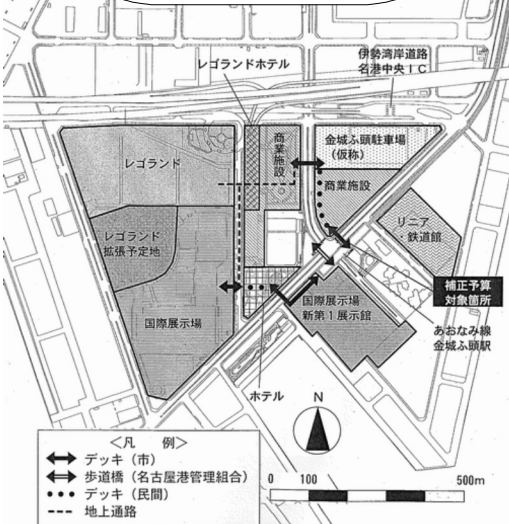 レゴランドホテル
伊勢湾岸道路
名港中央IC
レゴランド
商業施設
金城ふ頭駐車場
(仮称)
商業施設
レゴランド
拡張予定地
リニア
・鉄道館
国際展示場
国際展示場
新第1展示館
補正予算
対象箇所
あおなみ線
金城ふ頭駅
ホテル
N
<凡 例>
デッキ(市)
歩道橋(名古屋港管理組合)
デッキ(民間)
地上通路
0 100 500m